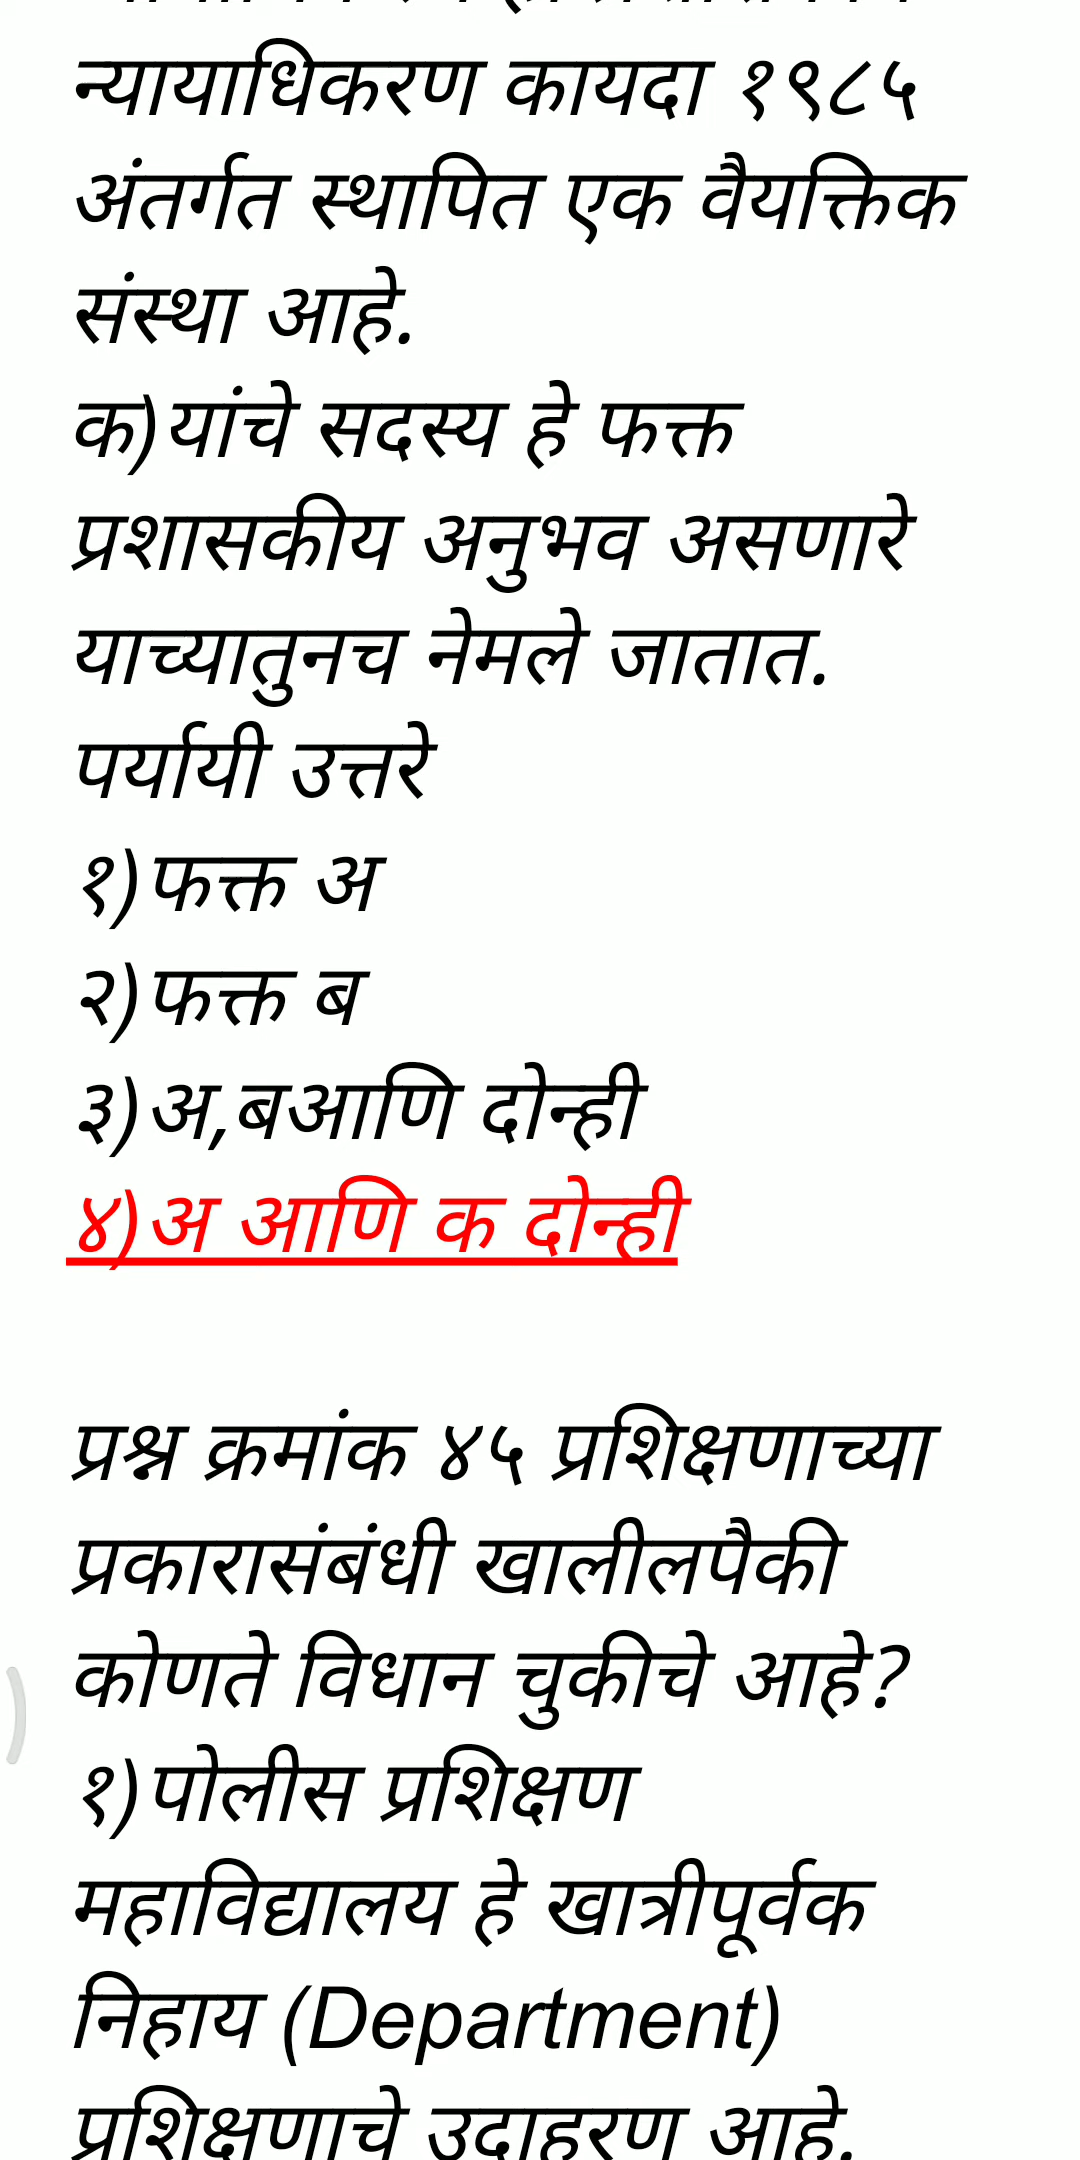 न्यायाधिकरण कायदा १९८५
अंतर्गत स्थापित एक वैयक्तिक
संस्था आहे.
क)यांचे सदस्य हे फक्त
प्रशासकीय अनुभव असणारे
याच्यातुनच नेमले जातात.
पर्यायी उत्तरे
१)फक्त अ
२)फक्त ब
३)अ,बआणि दोन्ही
४)अ आणि क दोन्ही
प्रश्न क्रमांक ४५ प्रशिक्षणाच्या
प्रकारासंबंधी खालीलपैकी
कोणते विधान चुकीचे आहे?
१)पोलीस प्रशिक्षण
महाविद्यालय हे खात्रीपूर्वक
निहाय (Department)
प्रशिक्षणाचे उदाहरण आहे.